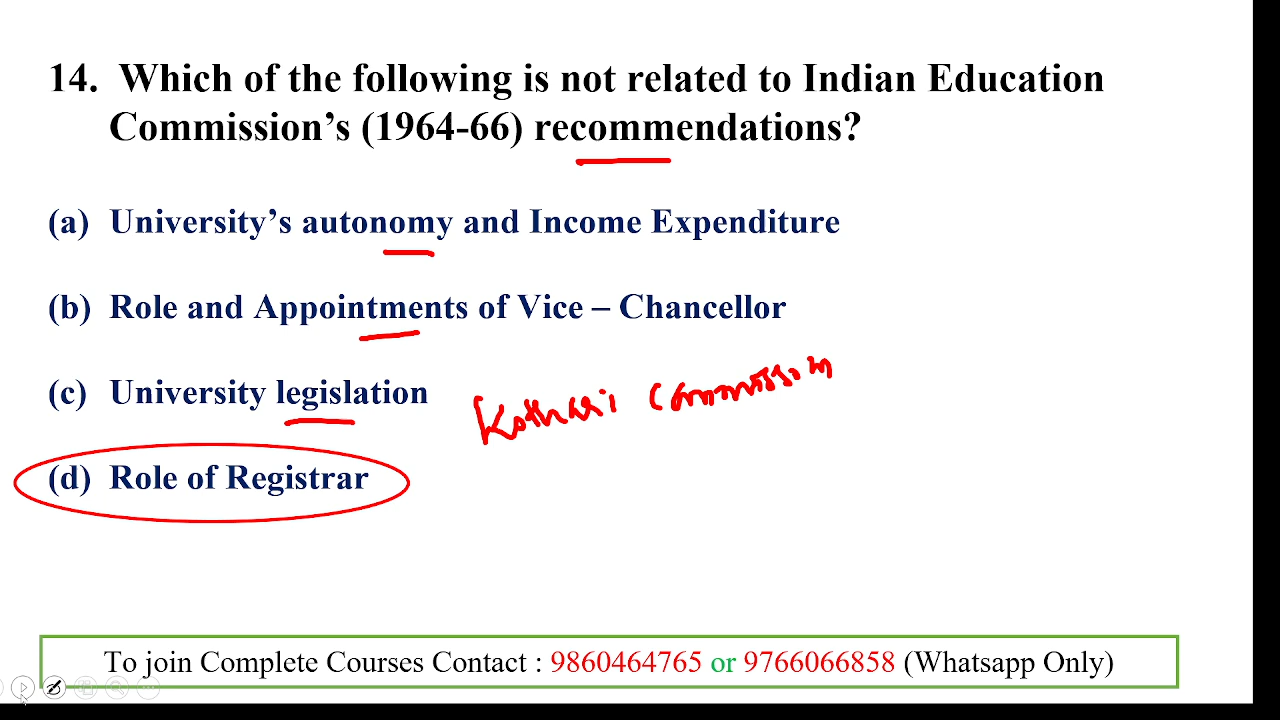 14. Which of the following is not related to Indian Education
Commission’s (1964-66) recommendations?
(a) University’s autonomy and Income Expenditure
(b) Role and Appointments of Vice – Chancellor
(c) University legislation
Kothari Commission
(d) Role of Registrar
To join Complete Courses Contact : 9860464765 or 9766066858 (Whatsapp Only)